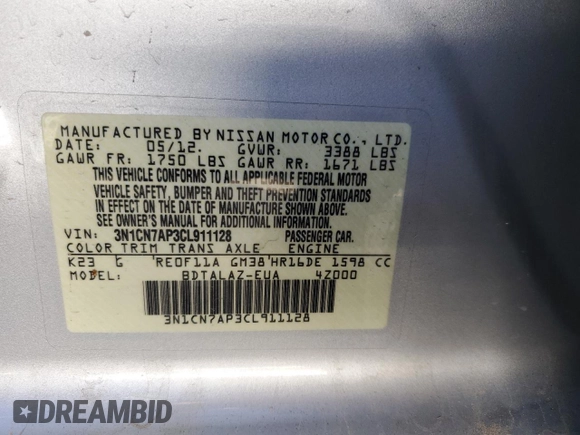 MANUFACTURED BY NISSAN MOTOR CO., LTD.
DATE: 05/12. GVWR: 3388 LBS
GAWR FR: 1750 LBS GAWR RR: 1671 LBS
THIS VEHICLE CONFORMS TO ALL APPLICABLE FEDERAL MOTOR
VEHICLE SAFETY, BUMPER AND THEFT PREVENTION STANDARDS
IN EFFECT ON THE DATE OF MANUFACTURE SHOWN ABOVE.
SEE OWNER'S MANUAL FOR ADDITIONAL INFORMATION.
VIN: 3N1CN7AP3CL911128 PASSENGER CAR.
COLOR TRIM TRANS AXLE ENGINE
K23 G RE0F11A GM38 HR16DE 1598 CC
MODEL: BDTALAZ-EUA 4Z000
3N1CN7AP3CL911128
DREAMBID